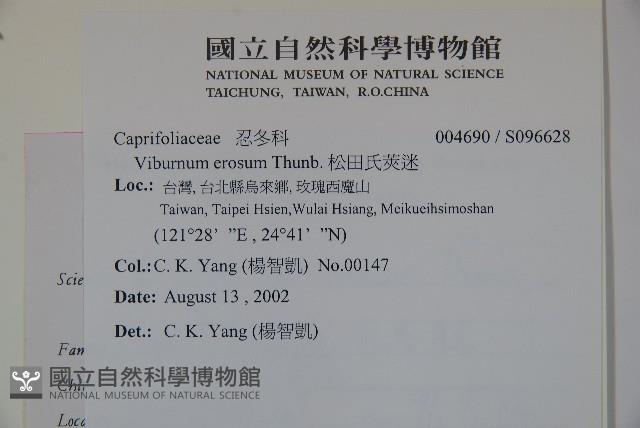 國立自然科學博物館
NATIONAL MUSEUM OF NATURAL SCIENCE
TAICHUNG, TAIWAN, R.O.CHINA
Caprifoliaceae 忍冬科 004690 / S096628
Viburnum erosum Thunb. 松田氏莢迷
Loc.: 台灣, 台北縣烏來鄉, 玫瑰西魔山
Taiwan, Taipei Hsien,Wulai Hsiang, Meikueihsimoshan
(121°28’ ”E , 24°41’ ”N)
Col.:C. K. Yang (楊智凱) No.00147
Date: August 13 , 2002
Det.: C. K. Yang (楊智凱)
Scie
Fan
國立自然科學博物館
NATIONAL MUSEUM OF NATURAL SCIENCE
Loca